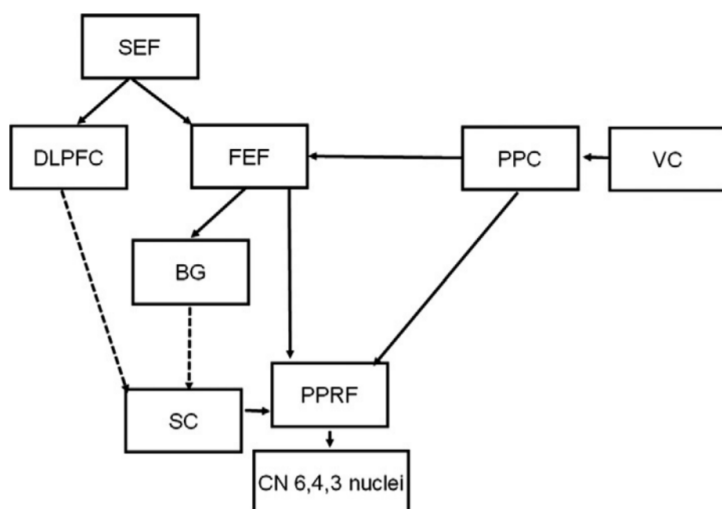 SEF
DLPFC
FEF
PPC
VC
BG
PPRF
SC
CN 6,4,3 nuclei